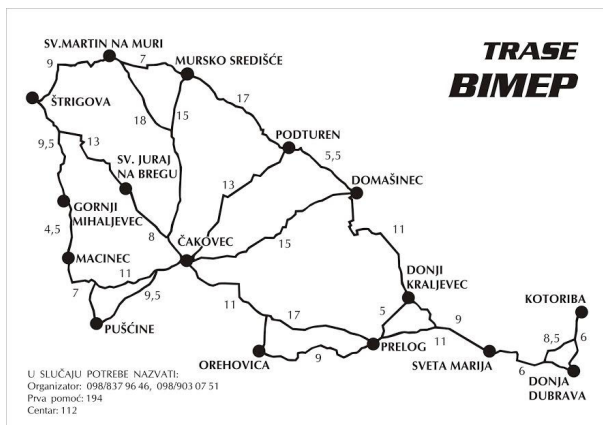 TRASE
BIMEP
SV.MARTIN NA MURI
7
MURSKO SREDIŠĆE
9
ŠTRIGOVA
17
18
15
9,5
13
PODTUREN
5,5
SV. JURAJ
NA BREGU
13
DOMAŠINEC
GORNJI
MIHALJEVEC
4,5
8
ČAKOVEC
15
11
MACINEC
11
7
9,5
DONJI
KRALJEVEC
KOTORIBA
11
17
5
9
PUŠĆINE
11
8,5
6
OREHOVICA
9
PRELOG
SVETA MARIJA
6
DONJA
DUBRAVA
U SLUČAJU POTREBE NAZVATI:
Organizator: 098/837 96 46, 098/903 07 51
Prva pomoć: 194
Centar: 112